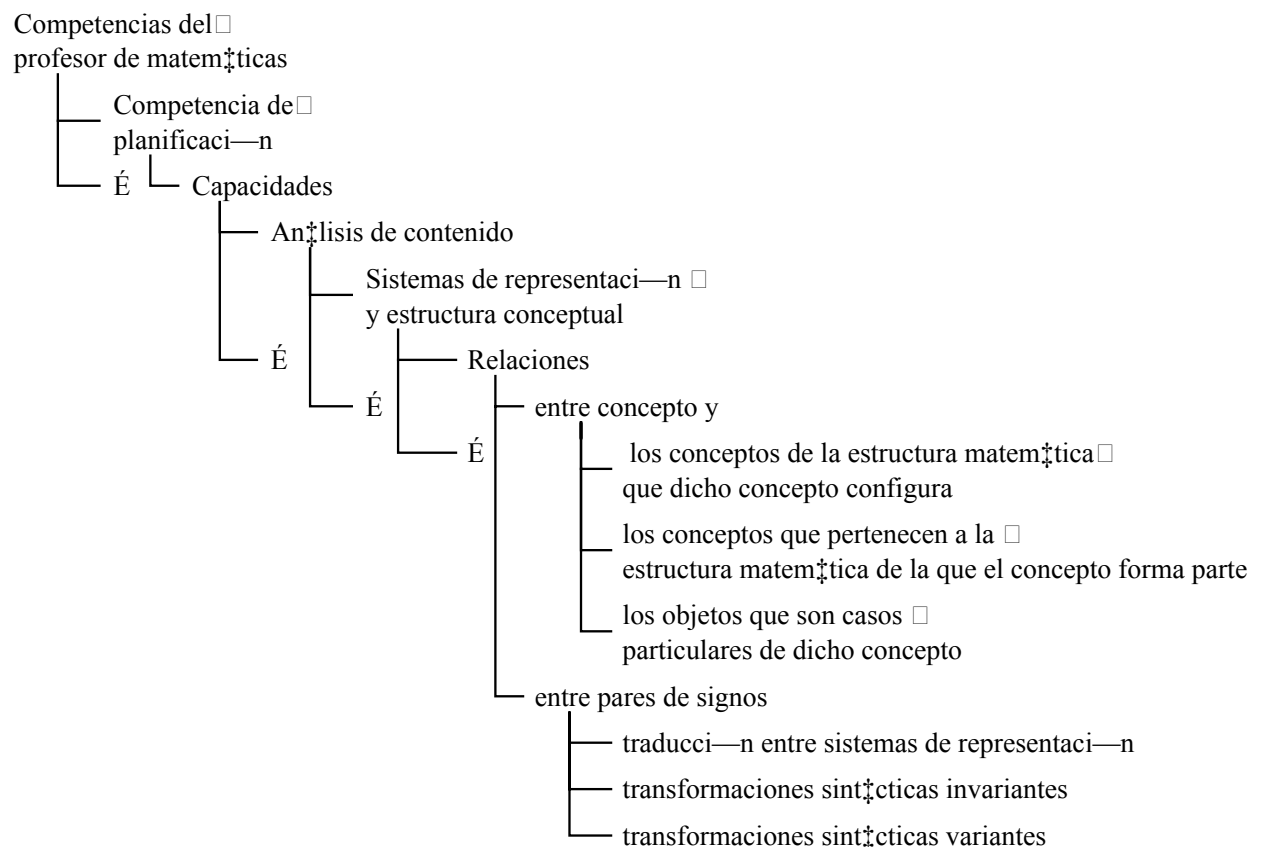 Competencias del□
profesor de matem‡ticas
Competencia de□
planificaci—n
É
Capacidades
An‡lisis de contenido
Sistemas de representaci—n □
y estructura conceptual
É
Relaciones
É
entre concepto y
É
los conceptos de la estructura matem‡tica□
que dicho concepto configura
los conceptos que pertenecen a la □
estructura matem‡tica de la que el concepto forma parte
los objetos que son casos □
particulares de dicho concepto
entre pares de signos
traducci—n entre sistemas de representaci—n
transformaciones sint‡cticas invariantes
transformaciones sint‡cticas variantes